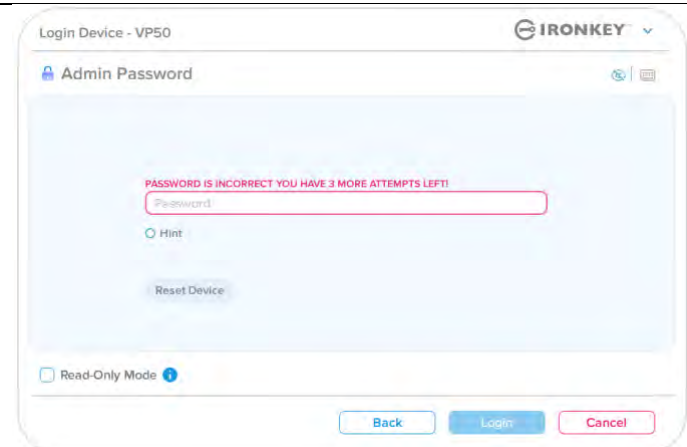 Login Device - VP50
IRONKEY
Admin Password
PASSWORD IS INCORRECT YOU HAVE 3 MORE ATTEMPTS LEFT!
Password
Hint
Reset Device
Read-Only Mode
Back
Login
Cancel